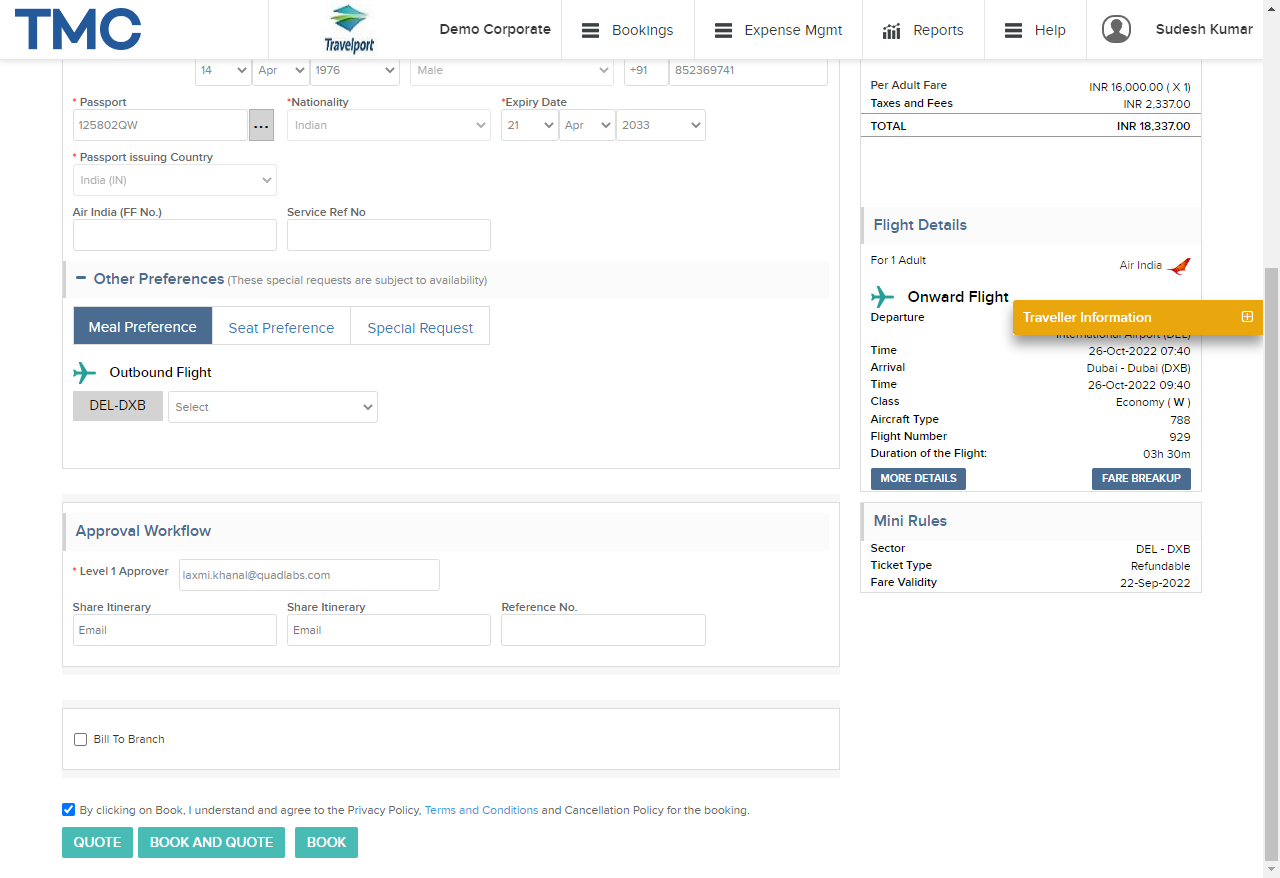 TMC
Travelport
Demo Corporate
Bookings
Expense Mgmt
Reports
Help
Sudesh Kumar
14 Apr 1976 Male +91 852369741
* Passport *Nationality *Expiry Date
125802QW ... Indian 21 Apr 2033
* Passport issuing Country
India (IN)
Air India (FF No.) Service Ref No
Other Preferences (These special requests are subject to availability)
Meal Preference Seat Preference Special Request
Outbound Flight
DEL-DXB Select
Approval Workflow
* Level 1 Approver laxmi.khanal@quadlabs.com
Share Itinerary Share Itinerary Reference No.
Email Email
Bill To Branch
By clicking on Book, I understand and agree to the Privacy Policy, Terms and Conditions and Cancellation Policy for the booking.
QUOTE BOOK AND QUOTE BOOK
Per Adult Fare INR 16,000.00 ( X 1)
Taxes and Fees INR 2,337.00
TOTAL INR 18,337.00
Flight Details
For 1 Adult Air India
Onward Flight
Traveller Information
Departure
International Airport (DEL)
Time 26-Oct-2022 07:40
Arrival Dubai - Dubai (DXB)
Time 26-Oct-2022 09:40
Class Economy ( W )
Aircraft Type 788
Flight Number 929
Duration of the Flight: 03h 30m
MORE DETAILS FARE BREAKUP
Mini Rules
Sector DEL - DXB
Ticket Type Refundable
Fare Validity 22-Sep-2022